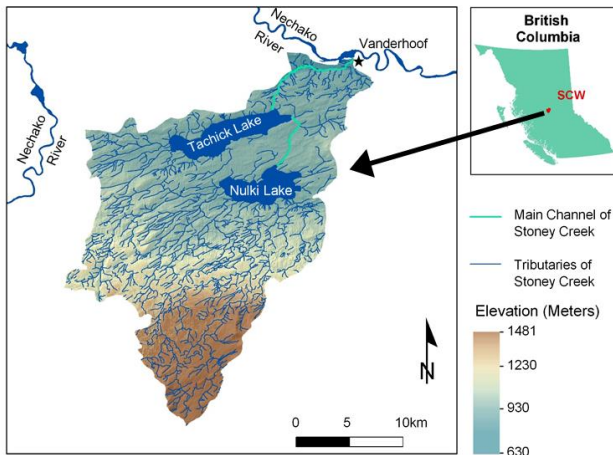 Nechako
River
Vanderhoof
Nechako
River
Tachick Lake
Nulki Lake
N
0 5 10km
British
Columbia
SCW
Main Channel of
Stoney Creek
Tributaries of
Stoney Creek
Elevation (Meters)
1481
1230
930
630